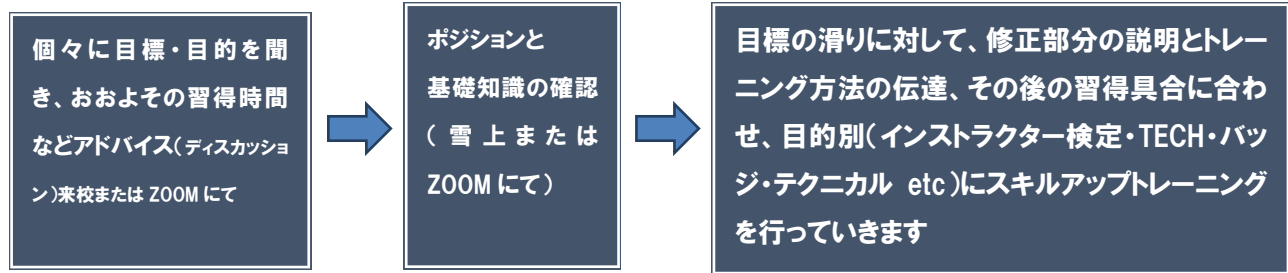 個々に目標・目的を聞
き、おおよその習得時間
などアドバイス(ディスカッショ
ン)来校または ZOOM にて
ポジションと
基礎知識の確認
(雪上または
ZOOM にて)
目標の滑りに対して、修正部分の説明とトレー
ニング方法の伝達、その後の習得具合に合わ
せ、目的別(インストラクター検定・TECH・バッ
ジ・テクニカル etc)にスキルアップトレーニング
を行っていきます